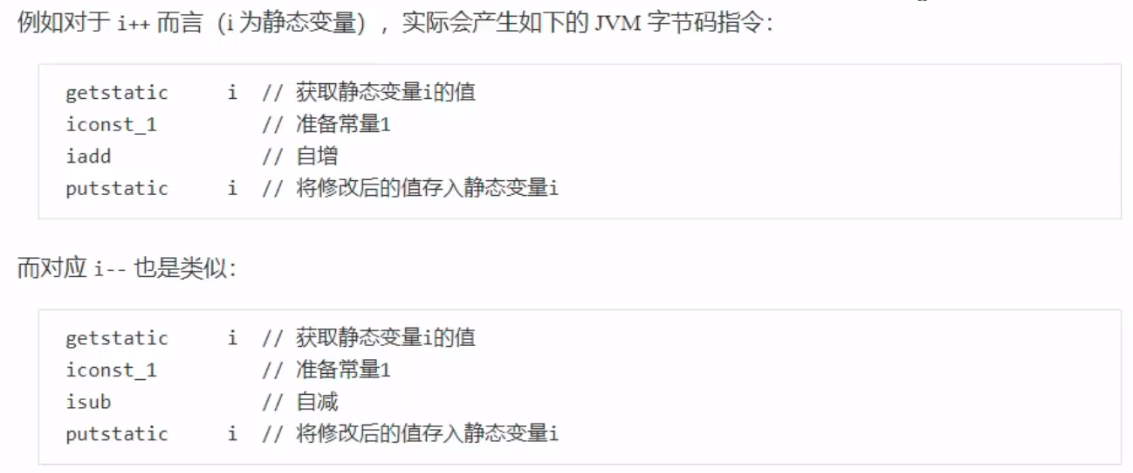 例如对于 i++ 而言（i 为静态变量），实际会产生如下的 JVM 字节码指令：
getstatic i // 获取静态变量i的值
iconst_1 // 准备常量1
iadd // 自增
putstatic i // 将修改后的值存入静态变量i
而对应 i-- 也是类似：
getstatic i // 获取静态变量i的值
iconst_1 // 准备常量1
isub // 自减
putstatic i // 将修改后的值存入静态变量i